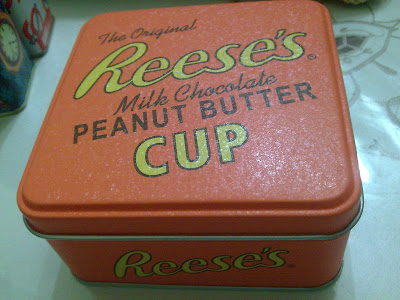 The Original
Reese's®
Milk Chocolate
PEANUT BUTTER
CUP
Reese's®